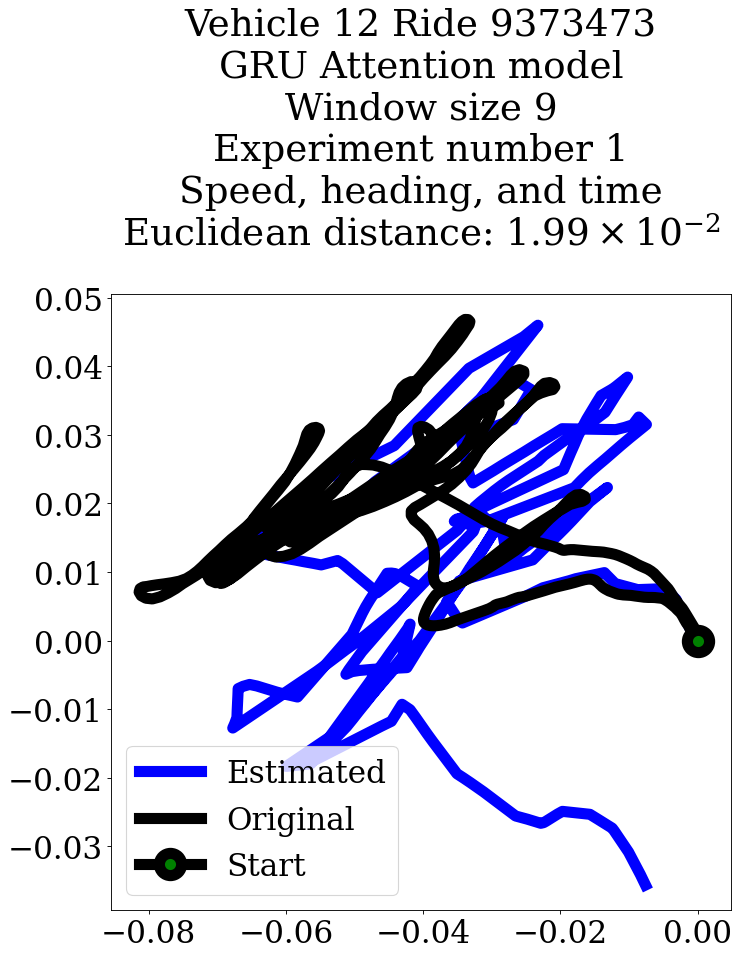 Vehicle 12 Ride 9373473
GRU Attention model
Window size 9
Experiment number 1
Speed, heading, and time
Euclidean distance: 1.99 × 10⁻²
0.05
0.04
0.03
0.02
0.01
0.00
−0.01
−0.02
−0.03
Estimated
Original
Start
−0.08 −0.06 −0.04 −0.02 0.00